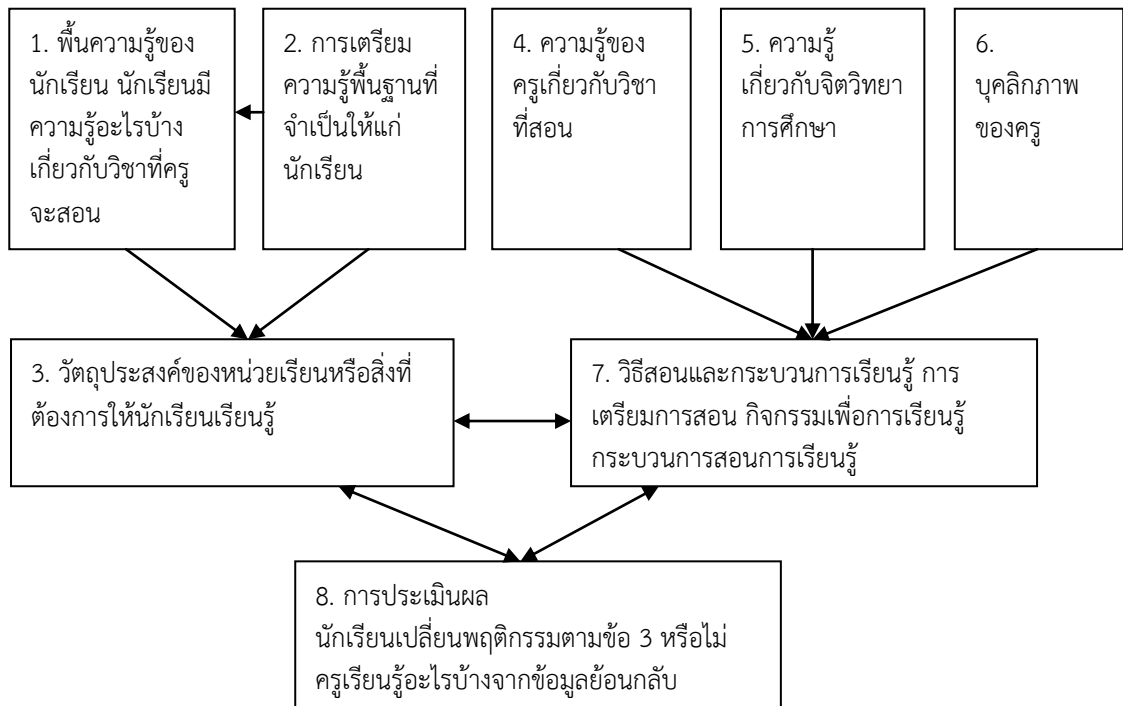 1. พื้นความรู้ของ
นักเรียน นักเรียนมี
ความรู้อะไรบ้าง
เกี่ยวกับวิชาที่ครู
จะสอน
2. การเตรียม
ความรู้พื้นฐานที่
จำเป็นให้แก่
นักเรียน
4. ความรู้ของ
ครูเกี่ยวกับวิชา
ที่สอน
5. ความรู้
เกี่ยวกับจิตวิทยา
การศึกษา
6.
บุคลิกภาพ
ของครู
3. วัตถุประสงค์ของหน่วยเรียนหรือสิ่งที่
ต้องการให้นักเรียนเรียนรู้
7. วิธีสอนและกระบวนการเรียนรู้ การ
เตรียมการสอน กิจกรรมเพื่อการเรียนรู้
กระบวนการสอนการเรียนรู้
8. การประเมินผล
นักเรียนเปลี่ยนพฤติกรรมตามข้อ 3 หรือไม่
ครูเรียนรู้อะไรบ้างจากข้อมูลย้อนกลับ